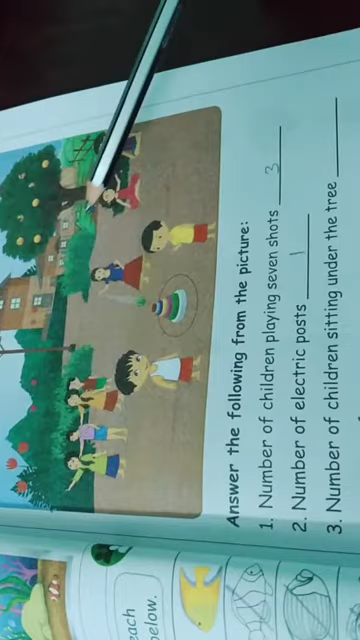 Answer the following from the picture:
1. Number of children playing seven shots 3
2. Number of electric posts 1
3. Number of children sitting under the tree
each
below.